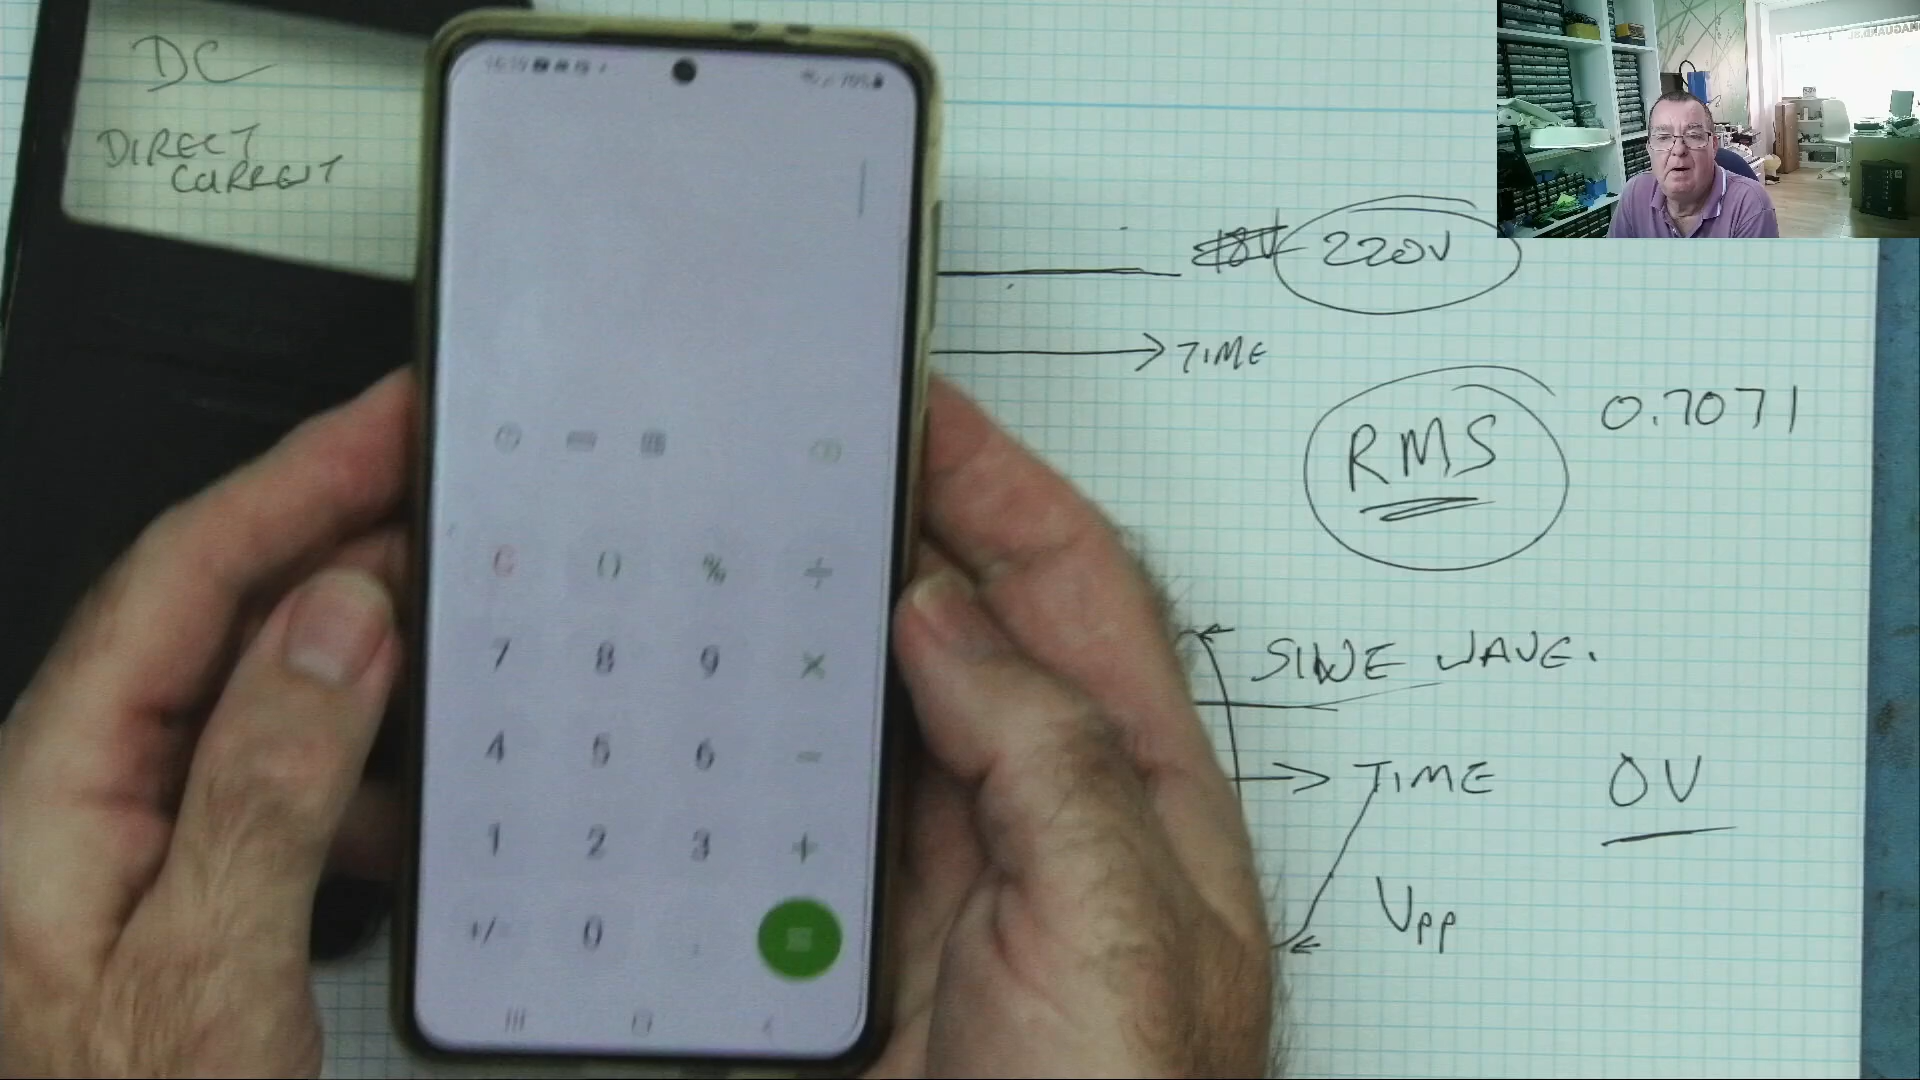 DC
DIRECT
CURRENT
220V
TIME
RMS
0.7071
SINE WAVE.
TIME
0V
Vpp
C () % ÷
7 8 9 ×
4 5 6 −
1 2 3 +
+/− 0 . =